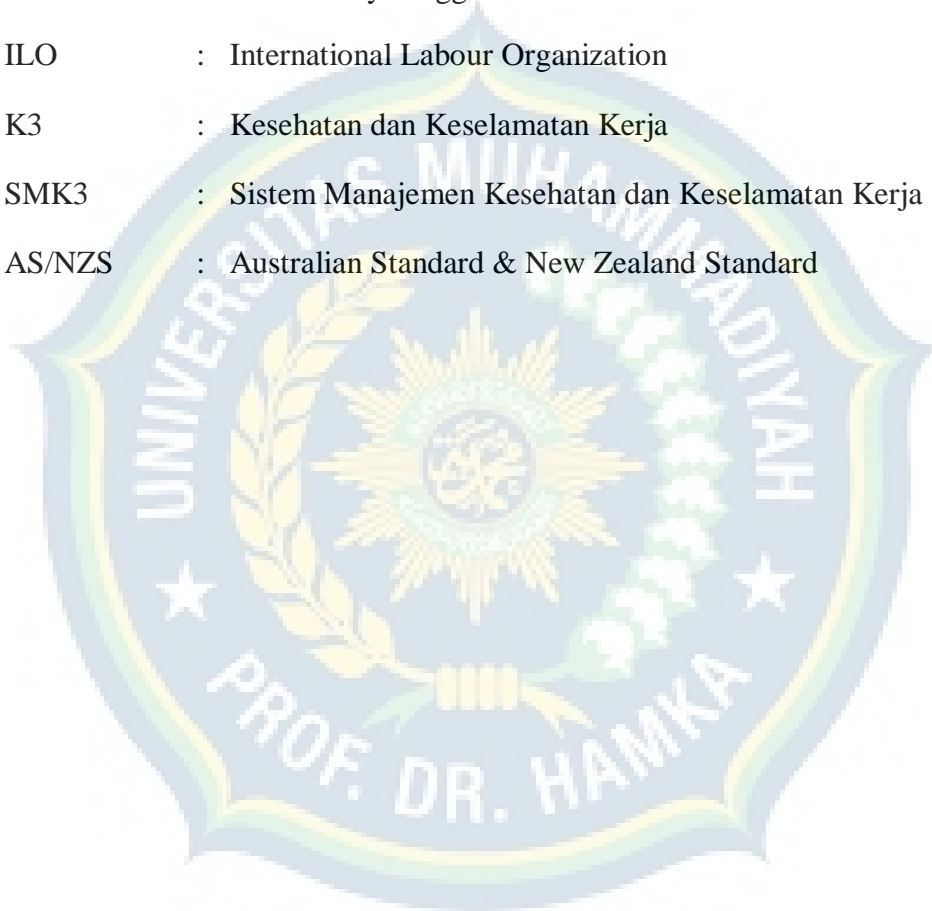 ILO : International Labour Organization
K3 : Kesehatan dan Keselamatan Kerja
SMK3 : Sistem Manajemen Kesehatan dan Keselamatan Kerja
AS/NZS : Australian Standard & New Zealand Standard
UNIVERSITAS MUHAMMADIYAH
PROF. DR. HAMKA